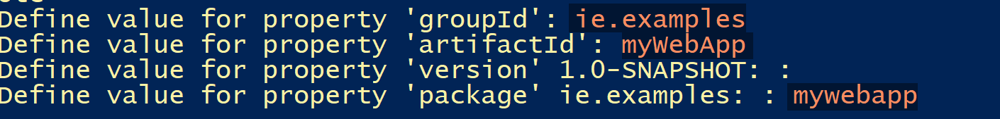 Define value for property 'groupId': ie.examples
Define value for property 'artifactId': myWebApp
Define value for property 'version' 1.0-SNAPSHOT: :
Define value for property 'package' ie.examples: : mywebapp